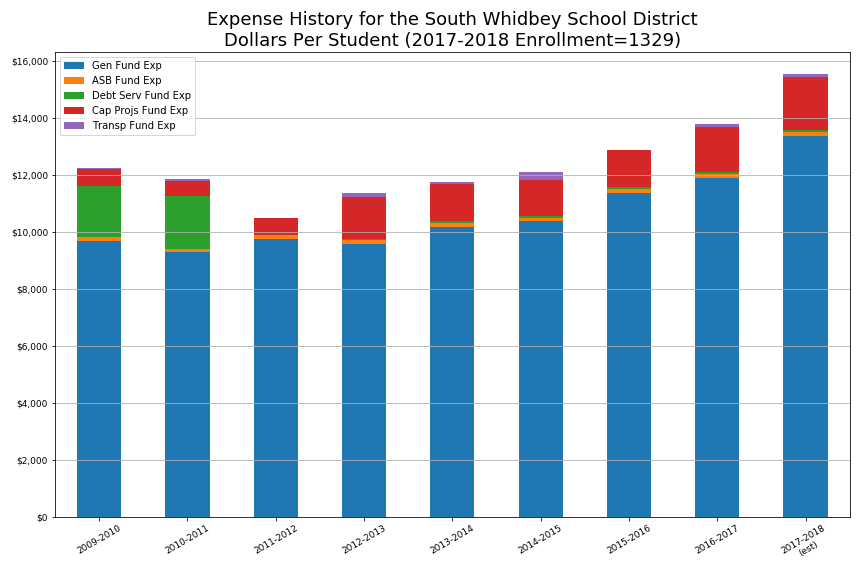 Expense History for the South Whidbey School District
Dollars Per Student (2017-2018 Enrollment=1329)
Gen Fund Exp
ASB Fund Exp
Debt Serv Fund Exp
Cap Projs Fund Exp
Transp Fund Exp
$16,000
$14,000
$12,000
$10,000
$8,000
$6,000
$4,000
$2,000
$0
2009-2010
2010-2011
2011-2012
2012-2013
2013-2014
2014-2015
2015-2016
2016-2017
2017-2018
(est)